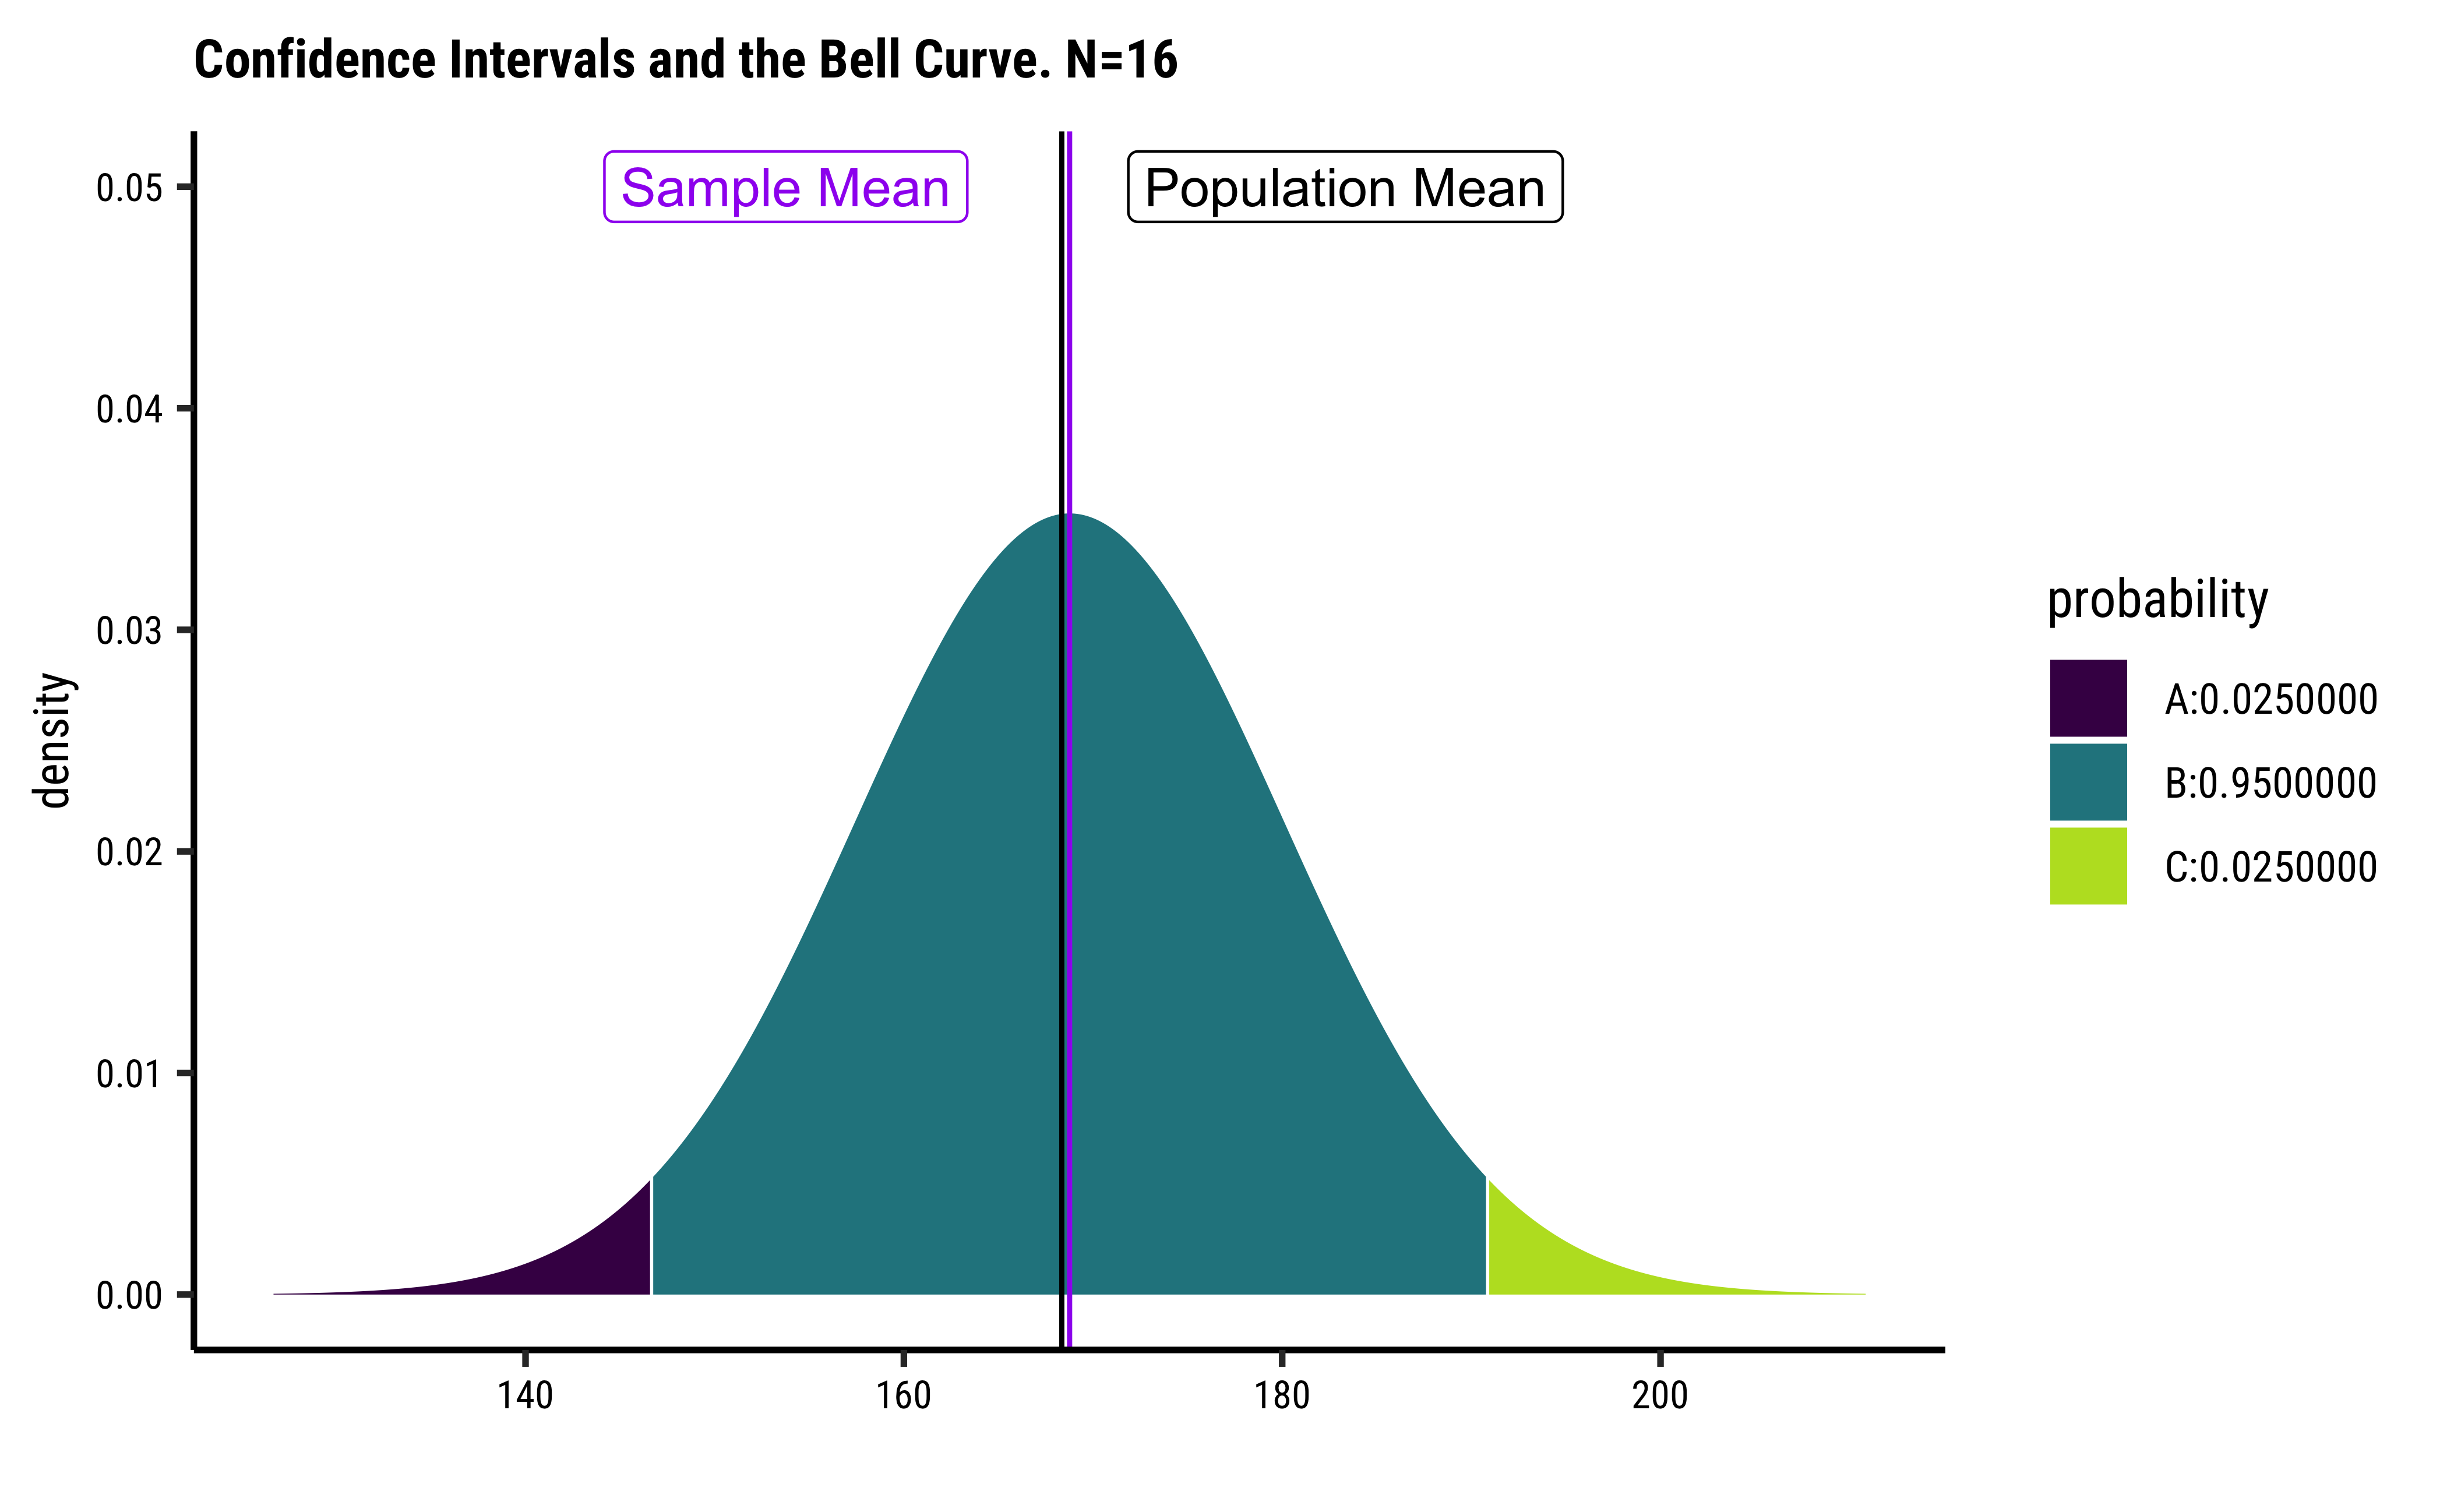 Confidence Intervals and the Bell Curve. N=16
Sample Mean
Population Mean
0.05
0.04
0.03
0.02
0.01
0.00
density
140
160
180
200
probability
A:0.0250000
B:0.9500000
C:0.0250000